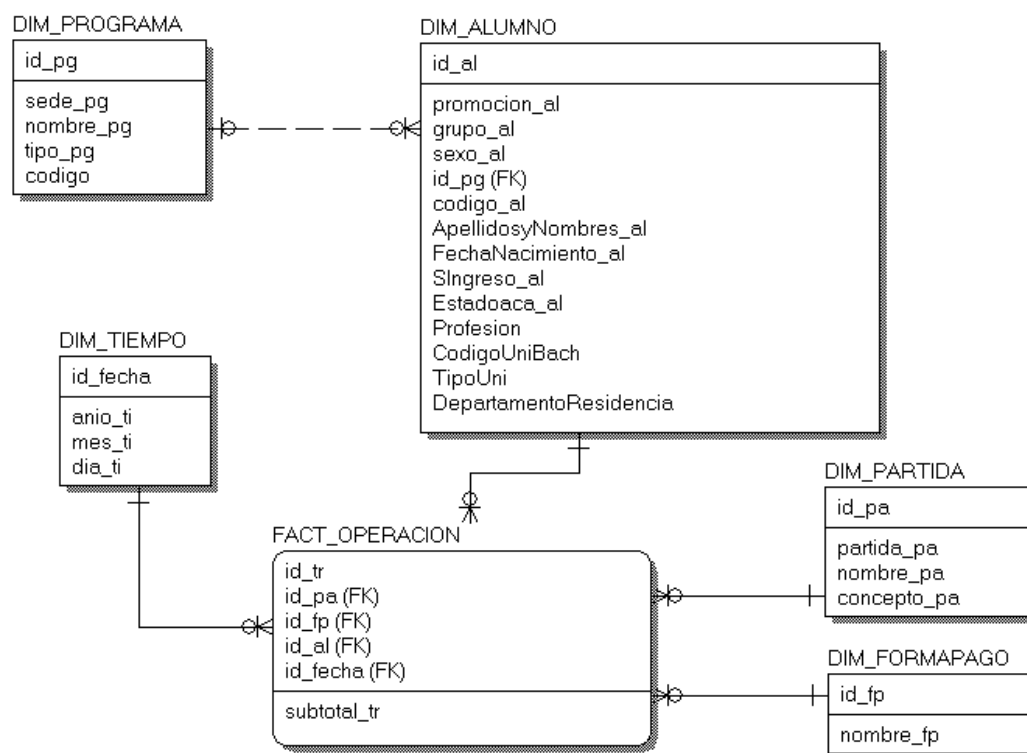 DIM_PROGRAMA
id_pg
sede_pg
nombre_pg
tipo_pg
codigo
DIM_ALUMNO
id_al
promocion_al
grupo_al
sexo_al
id_pg (FK)
codigo_al
ApellidosyNombres_al
FechaNacimiento_al
SIngreso_al
Estadoaca_al
Profesion
CodigoUniBach
TipoUni
DepartamentoResidencia
DIM_TIEMPO
id_fecha
anio_ti
mes_ti
dia_ti
FACT_OPERACION
id_tr
id_pa (FK)
id_fp (FK)
id_al (FK)
id_fecha (FK)
subtotal_tr
DIM_PARTIDA
id_pa
partida_pa
nombre_pa
concepto_pa
DIM_FORMAPAGO
id_fp
nombre_fp